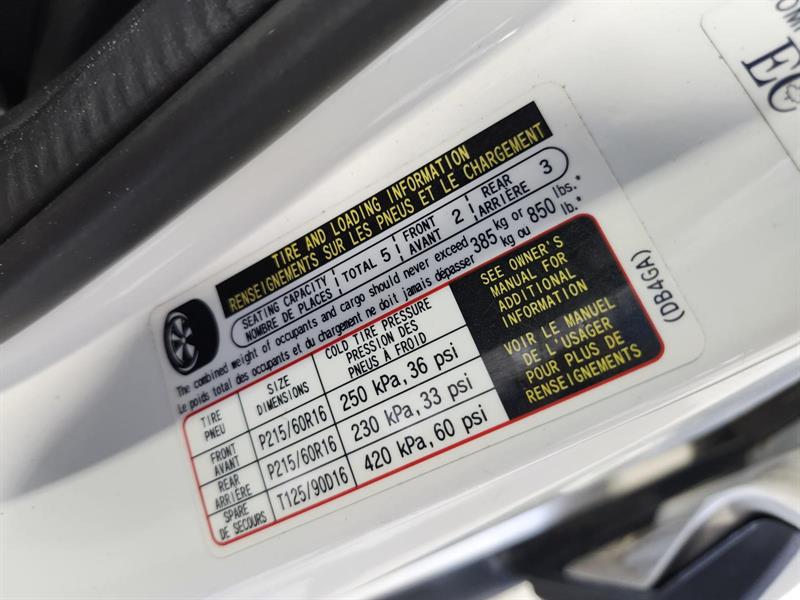 TIRE AND LOADING INFORMATION
RENSEIGNEMENTS SUR LES PNEUS ET LE CHARGEMENT
SEATING CAPACITY
NOMBRE DE PLACES
TOTAL 5
FRONT
AVANT
2
REAR
ARRIÈRE
3
The combined weight of occupants and cargo should never exceed 385 kg or 850 lbs.*
Le poids total des occupants et du chargement ne doit jamais dépasser kg ou lb.*
TIRE
PNEU
SIZE
DIMENSIONS
COLD TIRE PRESSURE
PRESSION DES
PNEUS À FROID
FRONT
AVANT
P215/60R16
250 kPa, 36 psi
REAR
ARRIÈRE
P215/60R16
230 kPa, 33 psi
SPARE
DE SECOURS
T125/90D16
420 kPa, 60 psi
SEE OWNER'S
MANUAL FOR
ADDITIONAL
INFORMATION
VOIR LE MANUEL
DE L'USAGER
POUR PLUS DE
RENSEIGNEMENTS
(DB4GA)